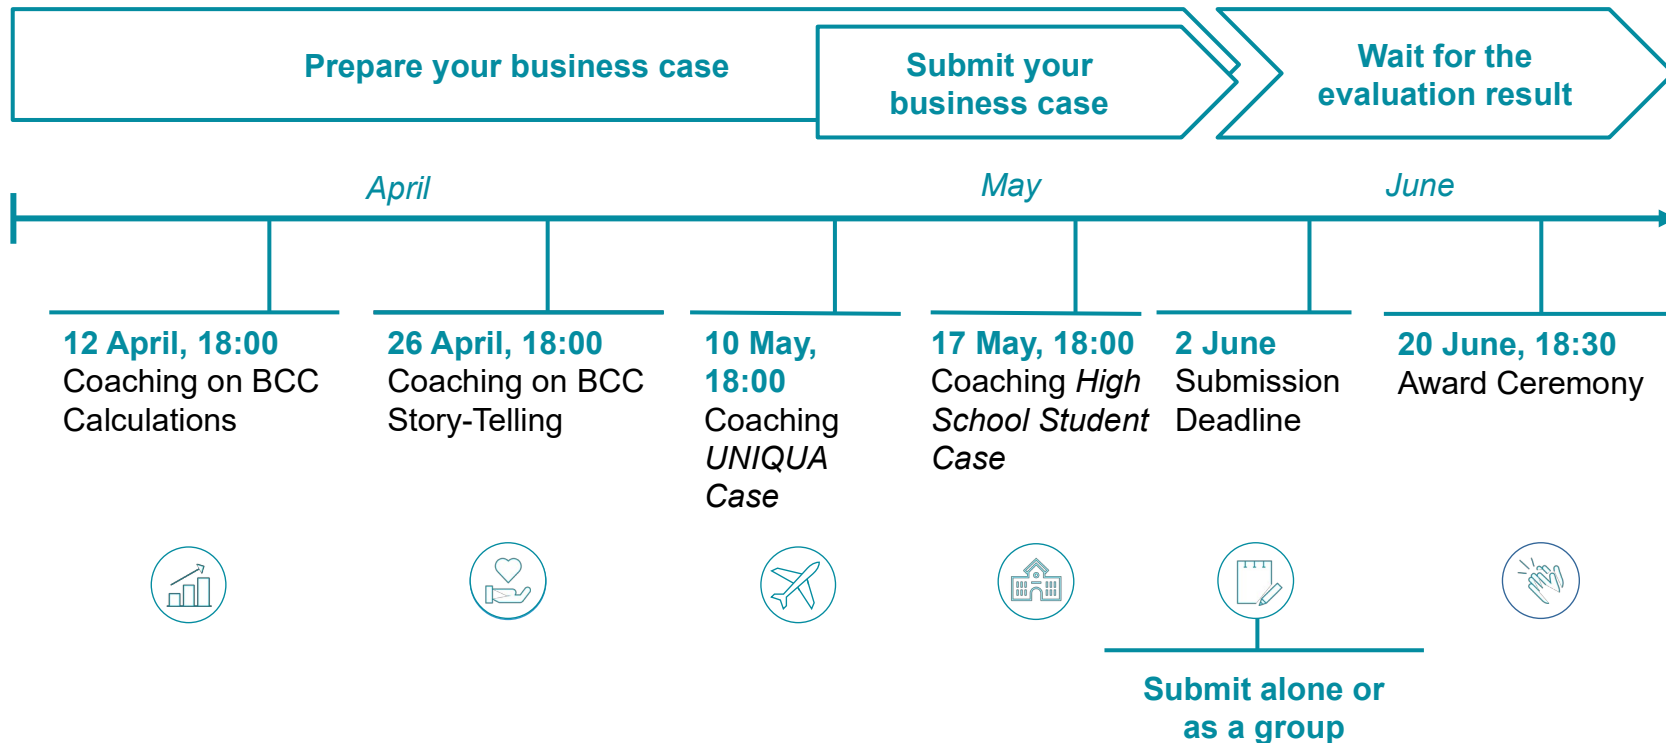 Prepare your business case
Submit your
business case
Wait for the
evaluation result
April
May
June
12 April, 18:00
Coaching on BCC
Calculations
26 April, 18:00
Coaching on BCC
Story-Telling
10 May,
18:00
Coaching
UNIQUA
Case
17 May, 18:00
Coaching High
School Student
Case
2 June
Submission
Deadline
20 June, 18:30
Award Ceremony
Submit alone or
as a group